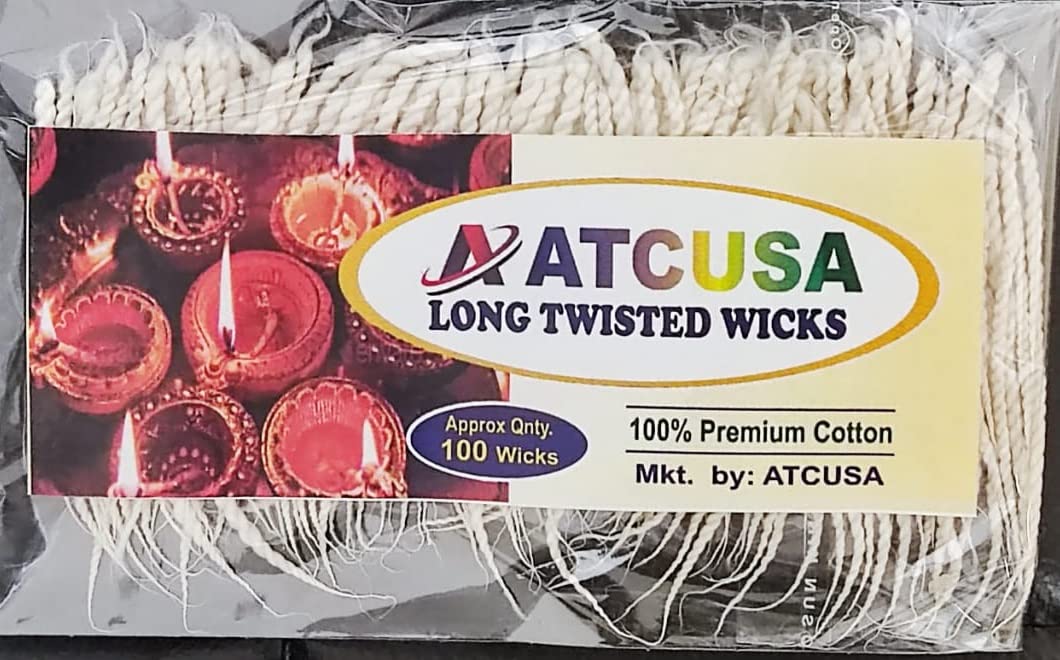 ATCUSA
LONG TWISTED WICKS
Approx Qnty.
100 Wicks
100% Premium Cotton
Mkt. by: ATCUSA